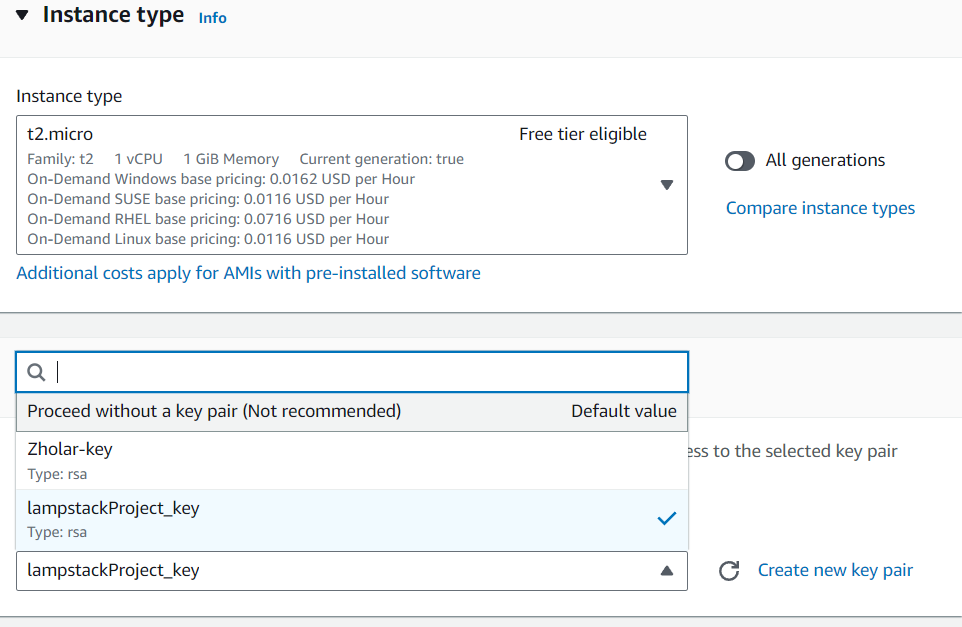 Instance type Info
Instance type
t2.micro Free tier eligible
Family: t2 1 vCPU 1 GiB Memory Current generation: true
On-Demand Windows base pricing: 0.0162 USD per Hour
On-Demand SUSE base pricing: 0.0116 USD per Hour
On-Demand RHEL base pricing: 0.0716 USD per Hour
On-Demand Linux base pricing: 0.0116 USD per Hour
All generations
Compare instance types
Additional costs apply for AMIs with pre-installed software
Proceed without a key pair (Not recommended) Default value
Zholar-key
Type: rsa
ess to the selected key pair
lampstackProject_key
Type: rsa
lampstackProject_key
Create new key pair